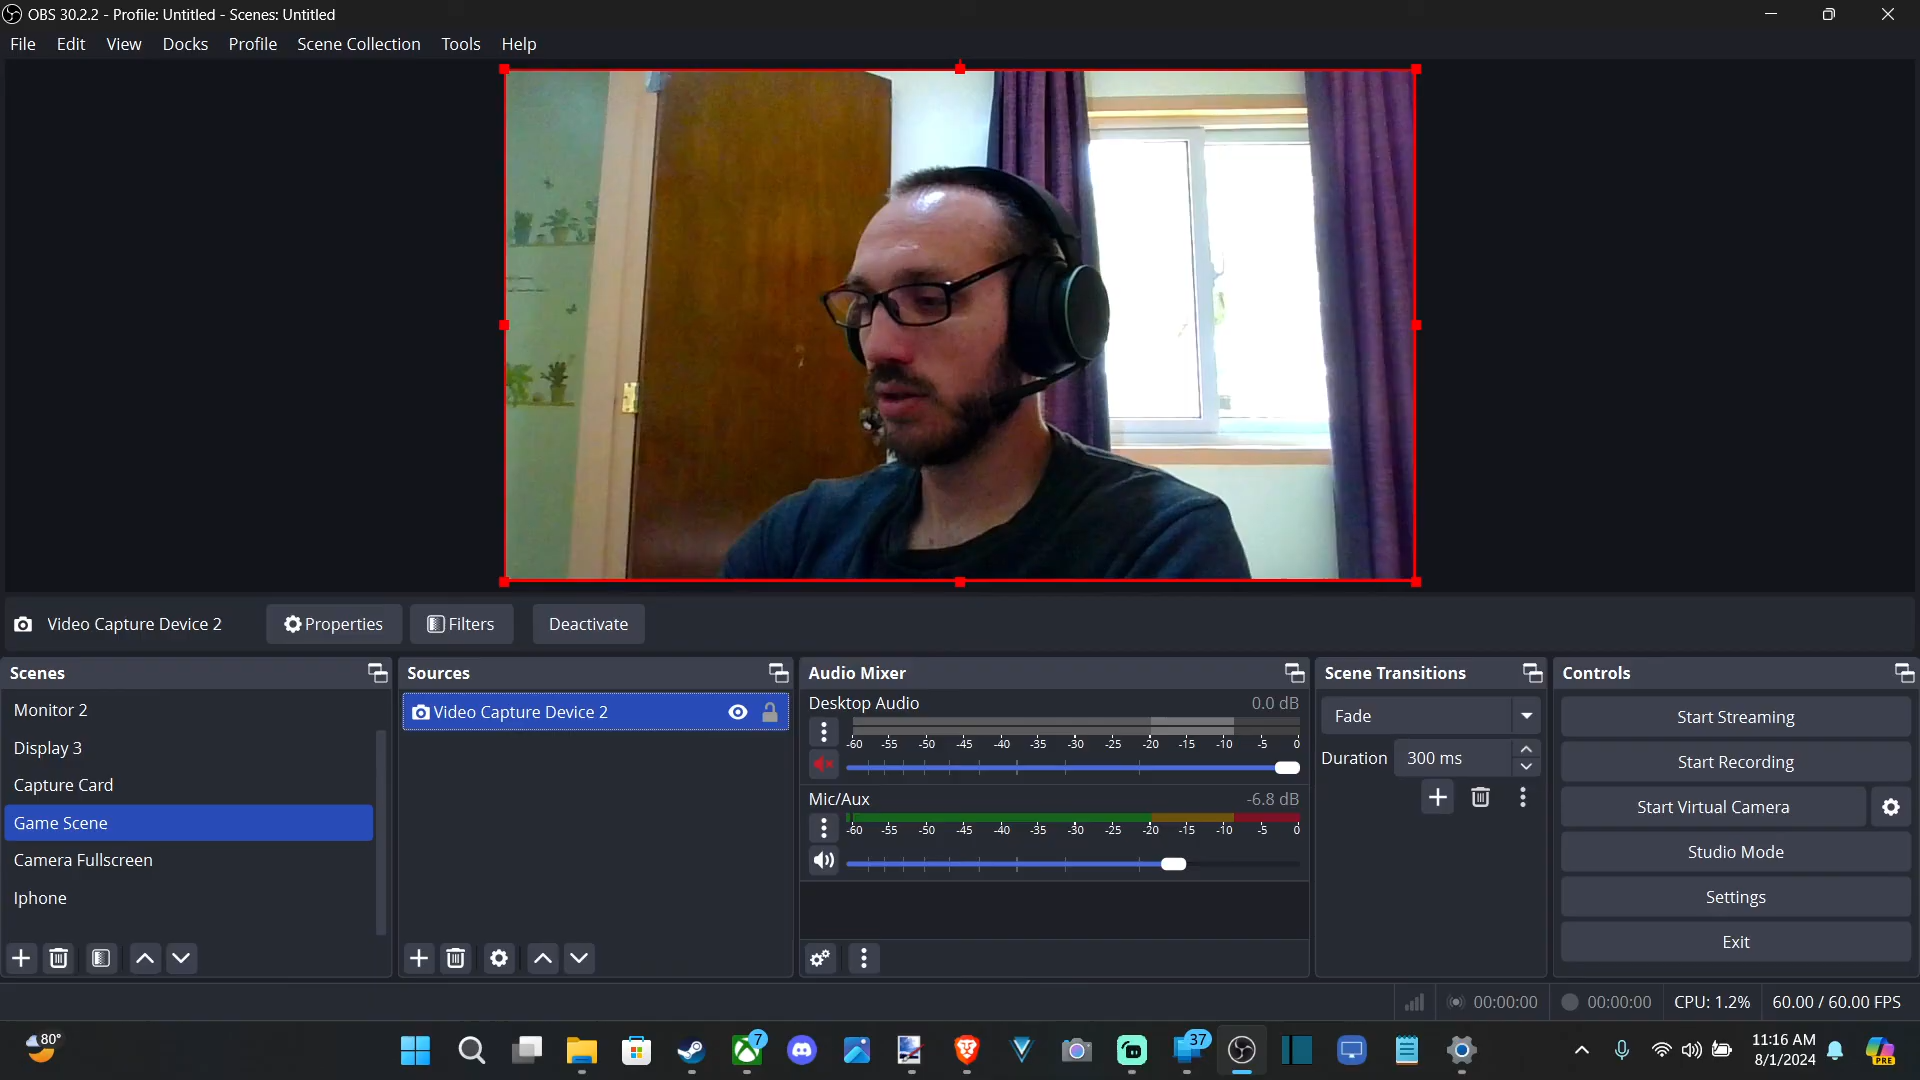 OBS 30.2.2 - Profile: Untitled - Scenes: Untitled
File Edit View Docks Profile Scene Collection Tools Help
Video Capture Device 2 Properties Filters Deactivate
Scenes
Monitor 2
Display 3
Capture Card
Game Scene
Camera Fullscreen
Iphone
Sources
Video Capture Device 2
Audio Mixer
Desktop Audio 0.0 dB
-60 -55 -50 -45 -40 -35 -30 -25 -20 -15 -10 -5 0
Mic/Aux -6.8 dB
-60 -55 -50 -45 -40 -35 -30 -25 -20 -15 -10 -5 0
Scene Transitions
Fade
Duration 300 ms
Controls
Start Streaming
Start Recording
Start Virtual Camera
Studio Mode
Settings
Exit
00:00:00 00:00:00 CPU: 1.2% 60.00 / 60.00 FPS
80°
7
37
11:16 AM
8/1/2024
PRE